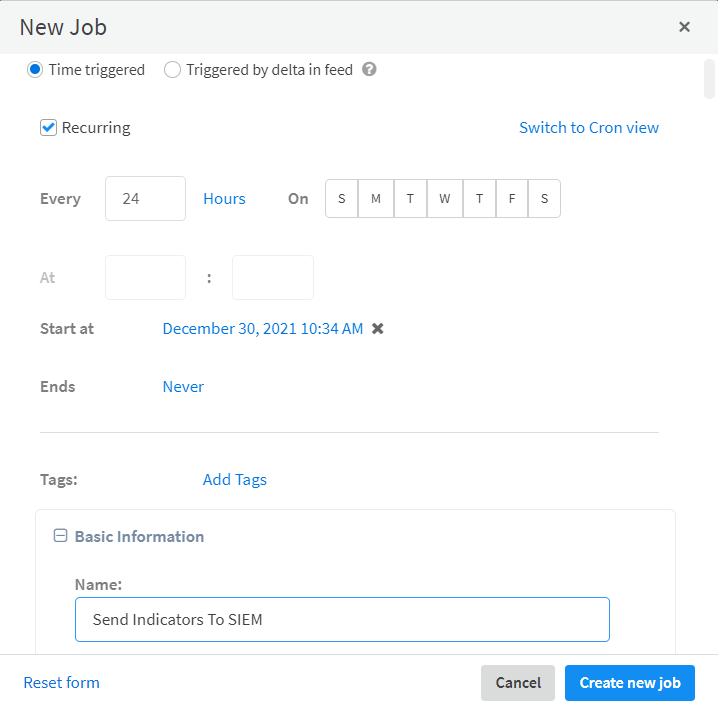 New Job ×
Time triggered Triggered by delta in feed ?
Recurring Switch to Cron view
Every 24 Hours On S M T W T F S
At :
Start at December 30, 2021 10:34 AM ✖
Ends Never
Tags: Add Tags
Basic Information
Name:
Send Indicators To SIEM
Reset form Cancel Create new job